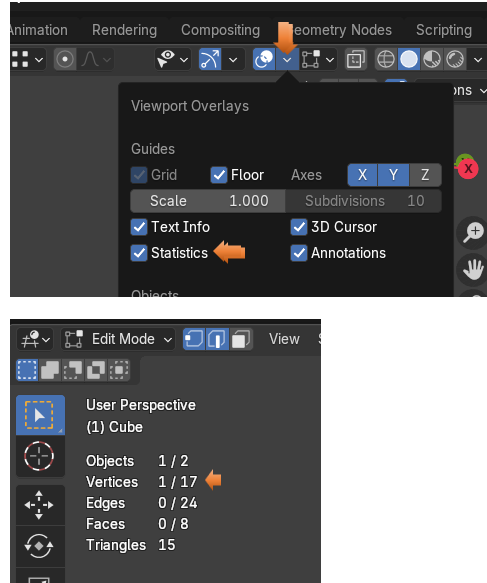 Animation Rendering Compositing Geometry Nodes Scripting
Viewport Overlays
Guides
Grid Floor Axes X Y Z
Scale 1.000 Subdivisions 10
Text Info 3D Cursor
Statistics Annotations
Objects
X
Edit Mode View
User Perspective
(1) Cube
Objects 1 / 2
Vertices 1 / 17
Edges 0 / 24
Faces 0 / 8
Triangles 15